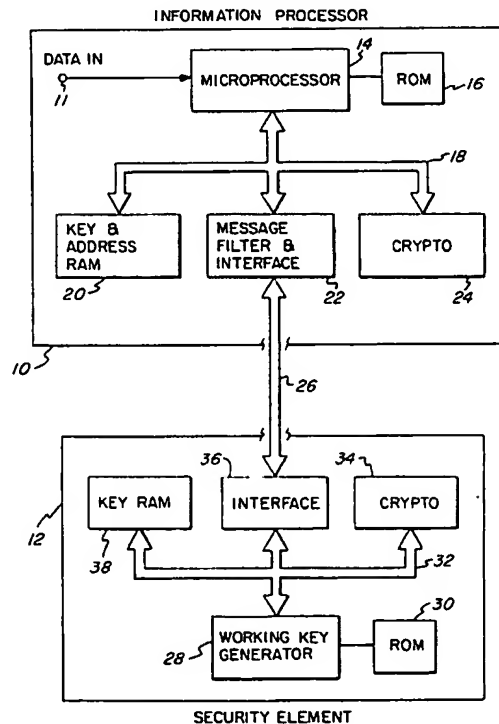 INFORMATION PROCESSOR
14
DATA IN
11
MICROPROCESSOR
ROM
16
18
KEY &
ADDRESS
RAM
20
MESSAGE
FILTER &
INTERFACE
22
CRYPTO
24
10
26
12
36
34
KEY RAM
38
INTERFACE
CRYPTO
32
30
28
WORKING KEY
GENERATOR
ROM
SECURITY ELEMENT